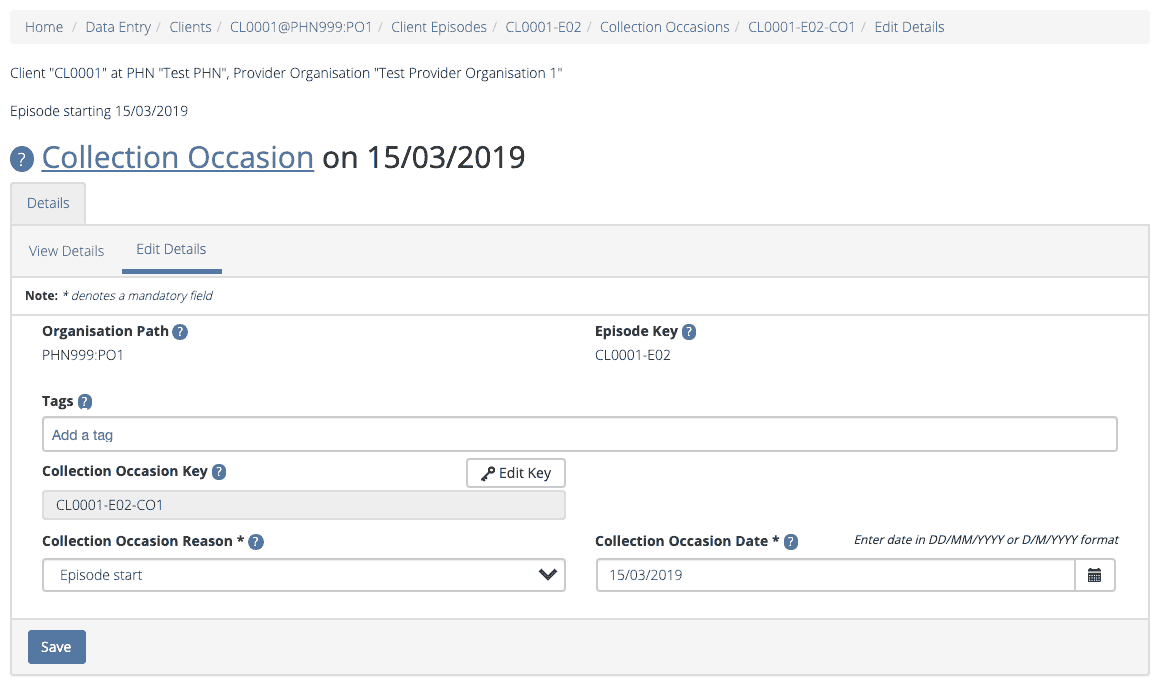 Home / Data Entry / Clients / CL0001@PHN999:PO1 / Client Episodes / CL0001-E02 / Collection Occasions / CL0001-E02-CO1 / Edit Details
Client "CL0001" at PHN "Test PHN", Provider Organisation "Test Provider Organisation 1"
Episode starting 15/03/2019
? Collection Occasion on 15/03/2019
Details
View Details Edit Details
Note: * denotes a mandatory field
Organisation Path ? Episode Key ?
PHN999:PO1 CL0001-E02
Tags ?
Add a tag
Collection Occasion Key ? Edit Key
CL0001-E02-CO1
Collection Occasion Reason * ? Collection Occasion Date * ? Enter date in DD/MM/YYYY or D/M/YYYY format
Episode start 15/03/2019
Save